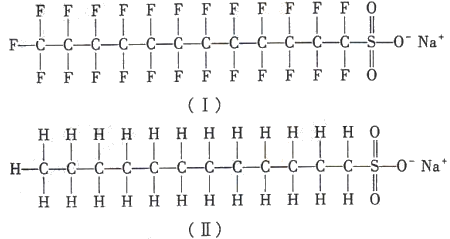 F F F F F F F F F F F F O
F—C—C—C—C—C—C—C—C—C—C—C—C—S—O⁻ Na⁺
F F F F F F F F F F F F O
(Ⅰ)
H H H H H H H H H H H H O
H—C—C—C—C—C—C—C—C—C—C—C—C—S—O⁻ Na⁺
H H H H H H H H H H H H O
(Ⅱ)